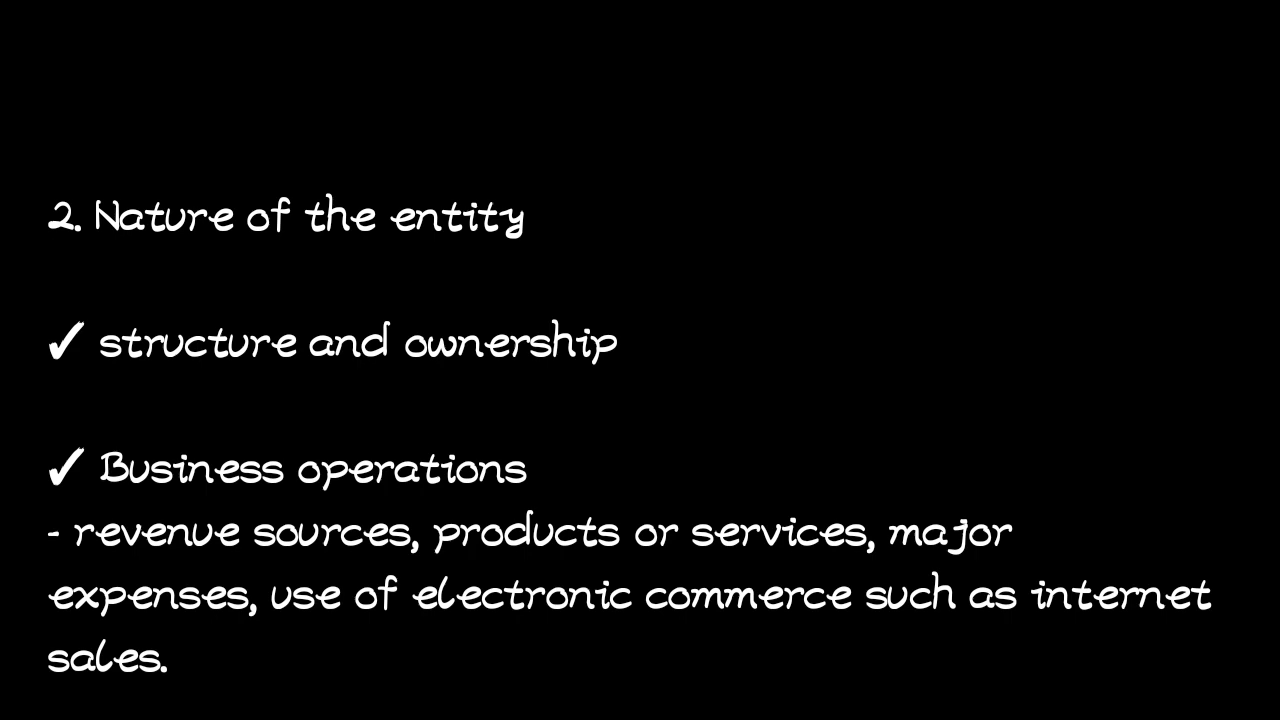 2. Nature of the entity
✓ structure and ownership
✓ Business operations
- revenue sources, products or services, major
expenses, use of electronic commerce such as internet
sales.